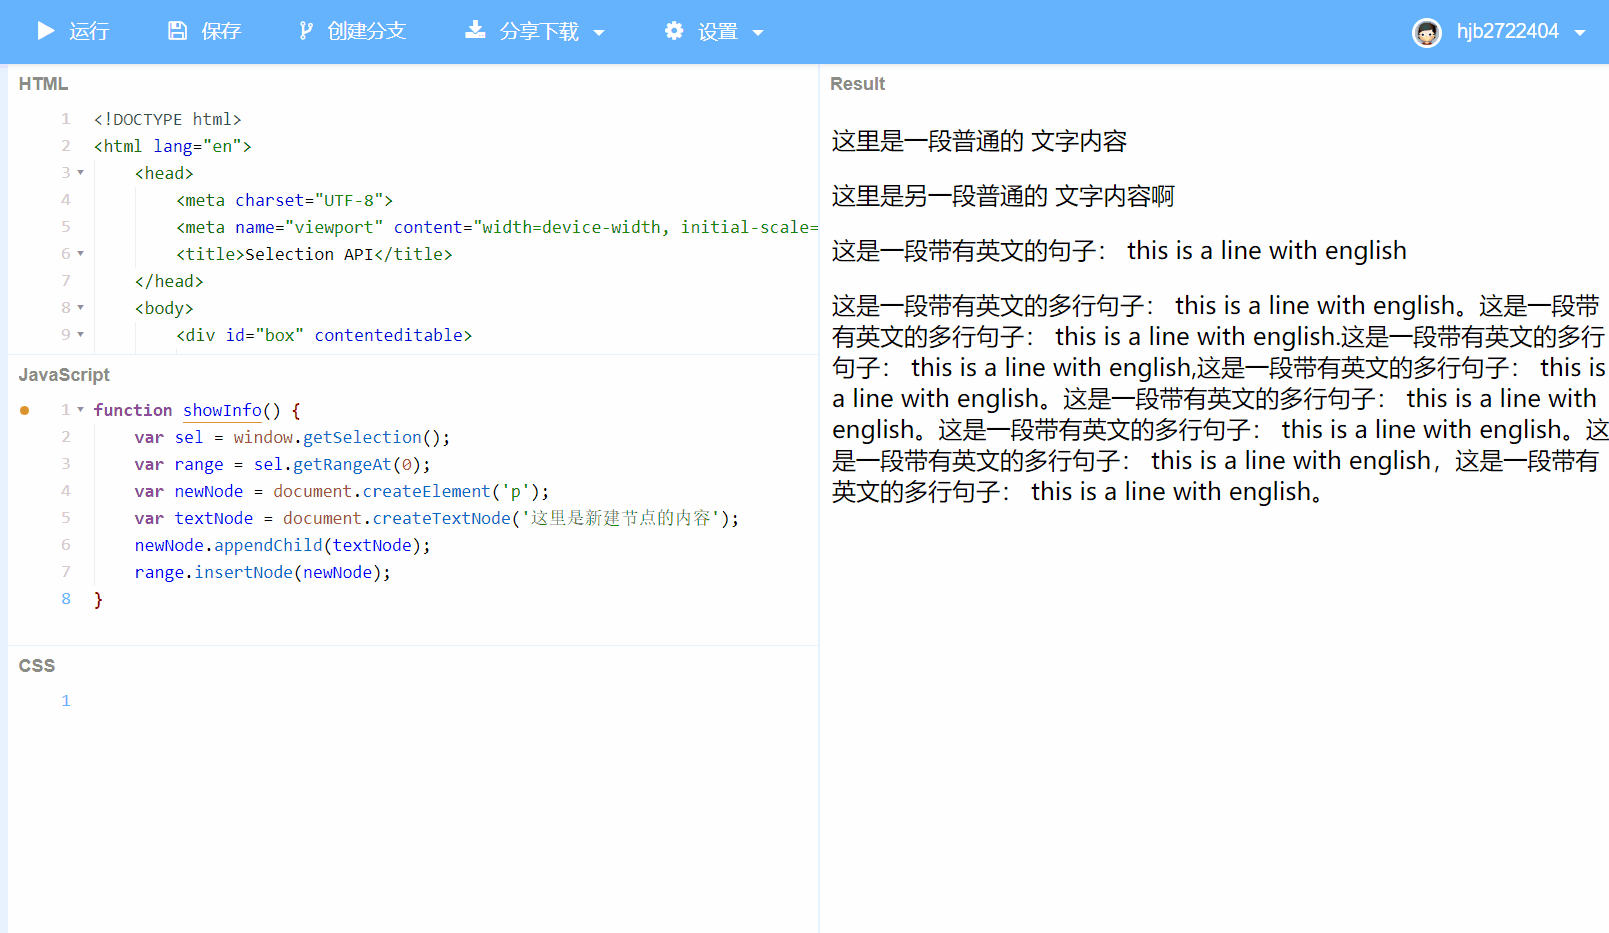 运行 保存 创建分支 分享下载 设置 hjb2722404
HTML
1 <!DOCTYPE html>
2 <html lang="en">
3 <head>
4 <meta charset="UTF-8">
5 <meta name="viewport" content="width=device-width, initial-scale=
6 <title>Selection API</title>
7 </head>
8 <body>
9 <div id="box" contenteditable>
JavaScript
1 function showInfo() {
2 var sel = window.getSelection();
3 var range = sel.getRangeAt(0);
4 var newNode = document.createElement('p');
5 var textNode = document.createTextNode('这里是新建节点的内容');
6 newNode.appendChild(textNode);
7 range.insertNode(newNode);
8 }
CSS
1
Result
这里是一段普通的 文字内容
这里是另一段普通的 文字内容啊
这是一段带有英文的句子： this is a line with english
这是一段带有英文的多行句子： this is a line with english。这是一段带
有英文的多行句子： this is a line with english.这是一段带有英文的多行
句子： this is a line with english,这是一段带有英文的多行句子： this is
a line with english。这是一段带有英文的多行句子： this is a line with
english。这是一段带有英文的多行句子： this is a line with english。这
是一段带有英文的多行句子： this is a line with english，这是一段带有
英文的多行句子： this is a line with english。